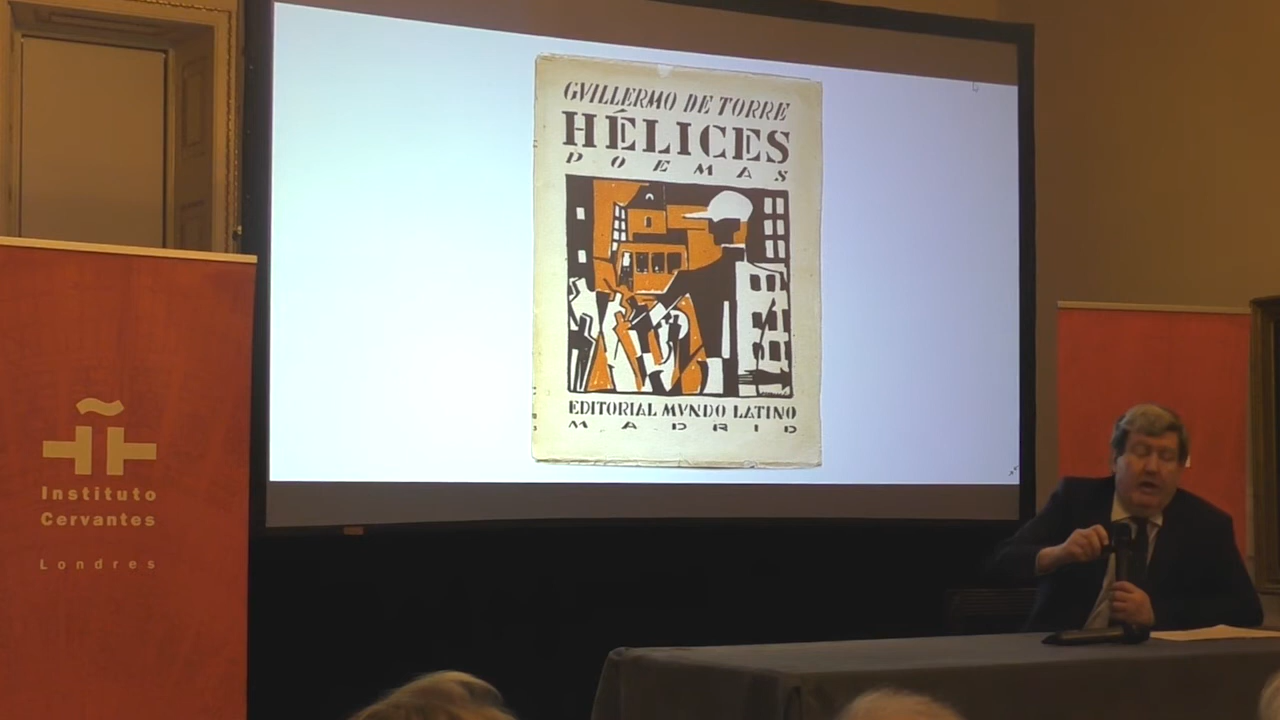 GVILLERMO DE TORRE
HÉLICES
POEMAS
EDITORIAL MVNDO LATINO
MADRID
Instituto
Cervantes
Londres